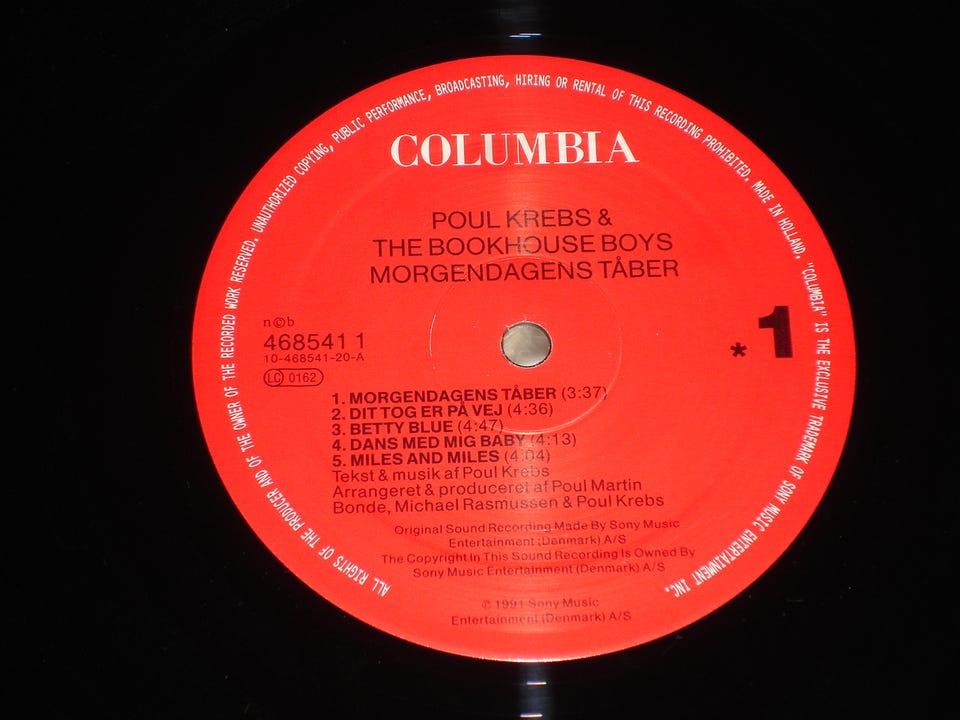 ALL RIGHTS OF THE PRODUCER AND OF THE OWNER OF THE RECORDED WORK RESERVED. UNAUTHORIZED COPYING, PUBLIC PERFORMANCE, BROADCASTING, HIRING OR RENTAL OF THIS RECORDING PROHIBITED. MADE IN HOLLAND. "COLUMBIA" IS THE EXCLUSIVE TRADEMARK OF SONY MUSIC ENTERTAINMENT INC.
COLUMBIA
POUL KREBS &
THE BOOKHOUSE BOYS
MORGENDAGENS TÅBER
n©b
468541 1
10-468541-20-A
LC 0162
* 1
1. MORGENDAGENS TÅBER (3:37)
2. DIT TOG ER PÅ VEJ (4:36)
3. BETTY BLUE (4:47)
4. DANS MED MIG BABY (4:13)
5. MILES AND MILES (4:04)
Tekst & musik af Poul Krebs
Arrangeret & produceret af Poul Martin
Bonde, Michael Rasmussen & Poul Krebs
Original Sound Recording Made By Sony Music
Entertainment (Denmark) A/S
The Copyright In This Sound Recording Is Owned By
Sony Music Entertainment (Denmark) A/S
© 1991 Sony Music
Entertainment (Denmark) A/S